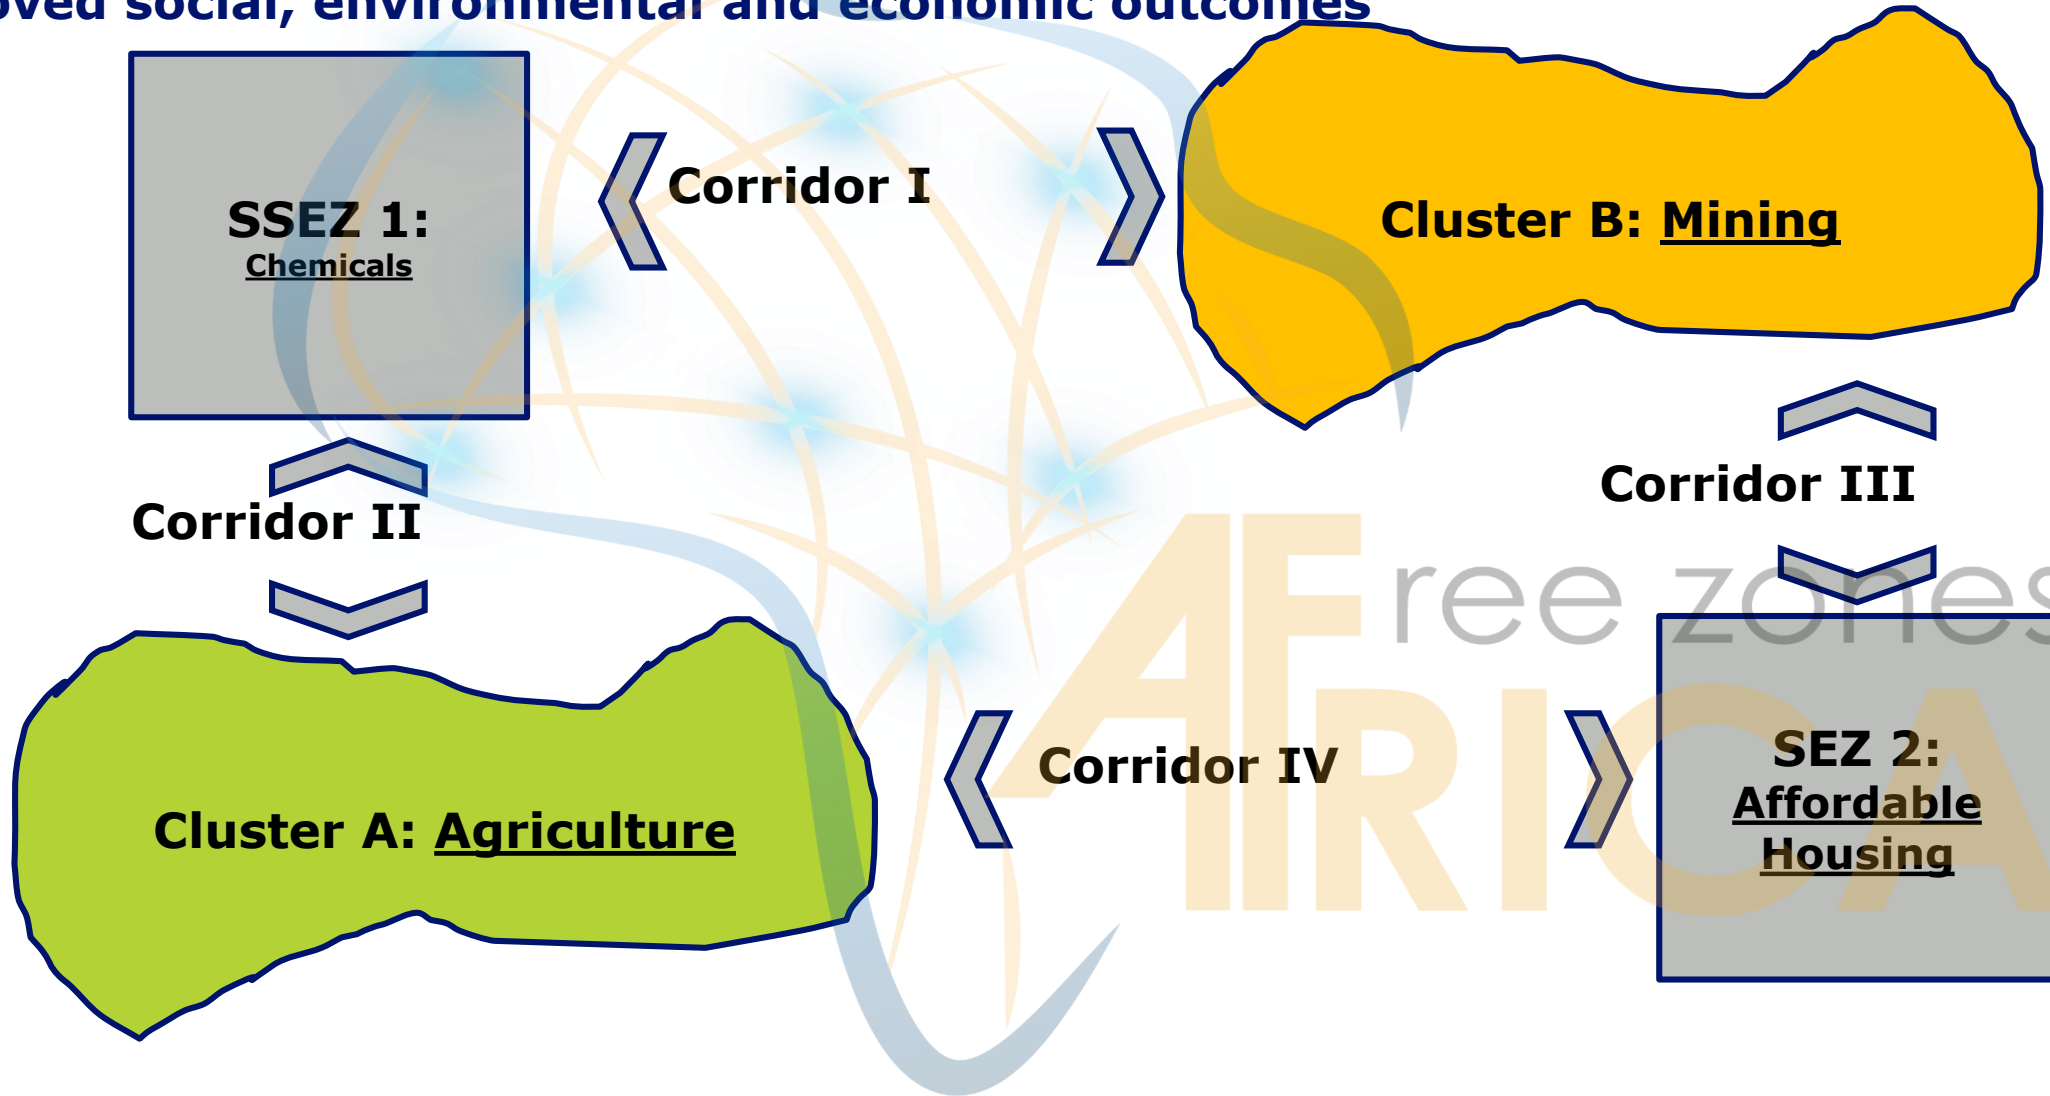 oved social, environmental and economic outcomes
SSEZ 1:
Chemicals
Corridor I
Cluster B: Mining
Corridor II
Corridor III
Cluster A: Agriculture
Corridor IV
SEZ 2:
Affordable
Housing
AFree zones
AFRICA